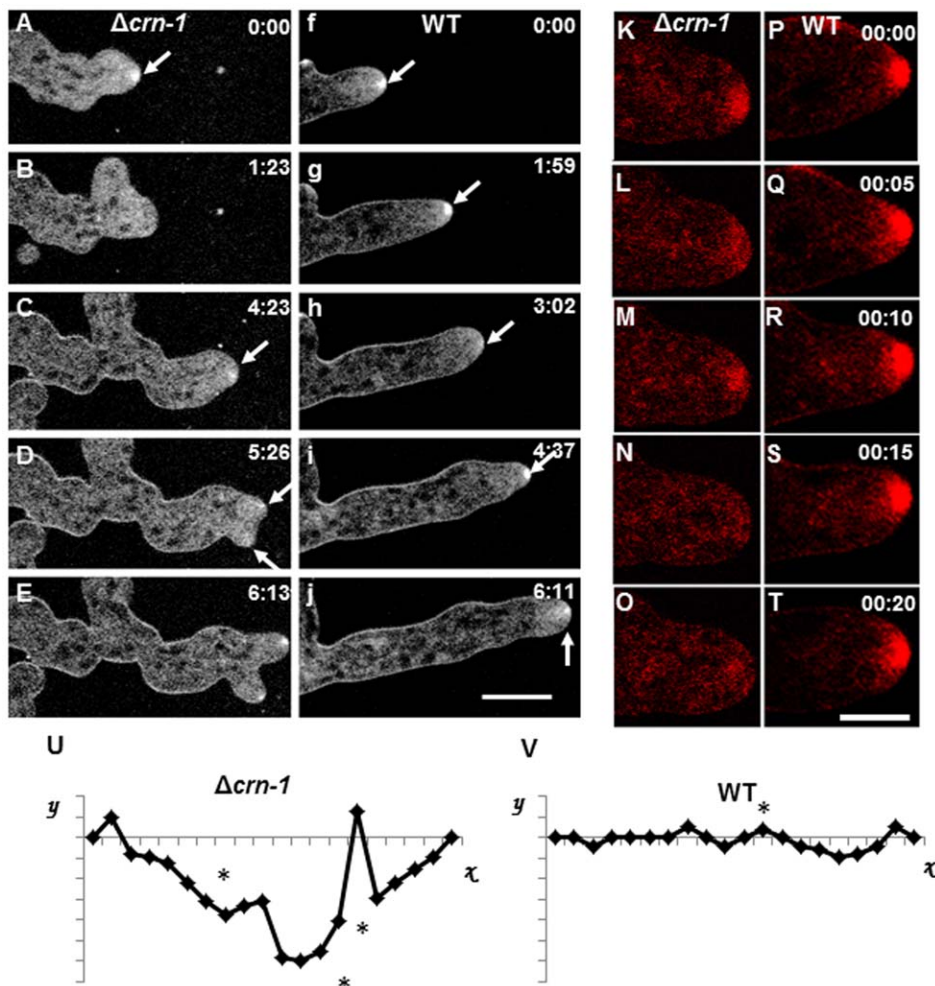 A Δcrn-1 0:00
f WT 0:00
K Δcrn-1
P WT 00:00
B 1:23
g 1:59
L
Q 00:05
C 4:23
h 3:02
M
R 00:10
D 5:26
i 4:37
N
S 00:15
E 6:13
j 6:11
O
T 00:20
U
V
Δcrn-1
WT
y
*
x
*
*
y
*
x